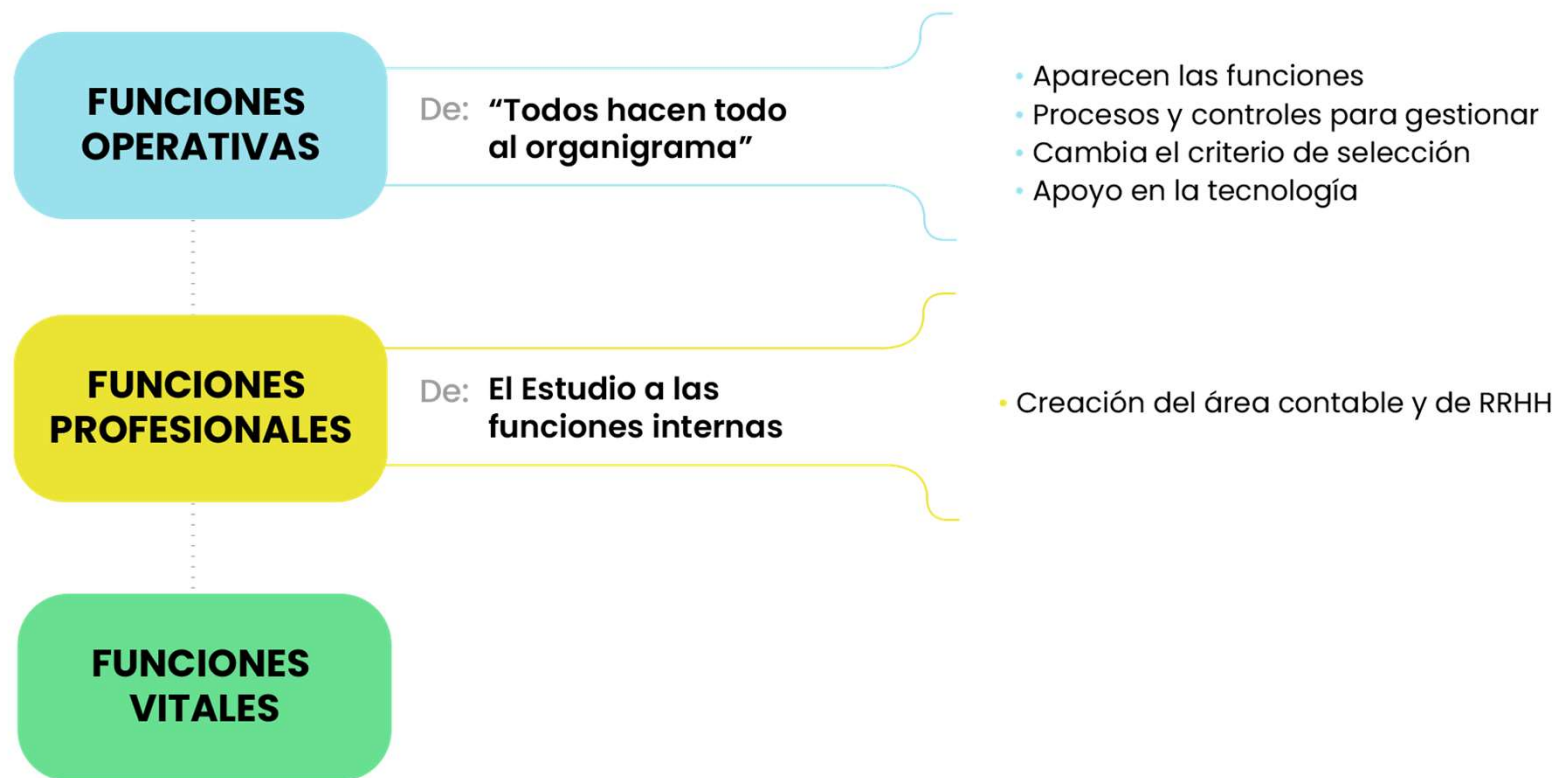 FUNCIONES
OPERATIVAS
De: “Todos hacen todo
al organigrama”
• Aparecen las funciones
• Procesos y controles para gestionar
• Cambia el criterio de selección
• Apoyo en la tecnología
FUNCIONES
PROFESIONALES
De: El Estudio a las
funciones internas
• Creación del área contable y de RRHH
FUNCIONES
VITALES